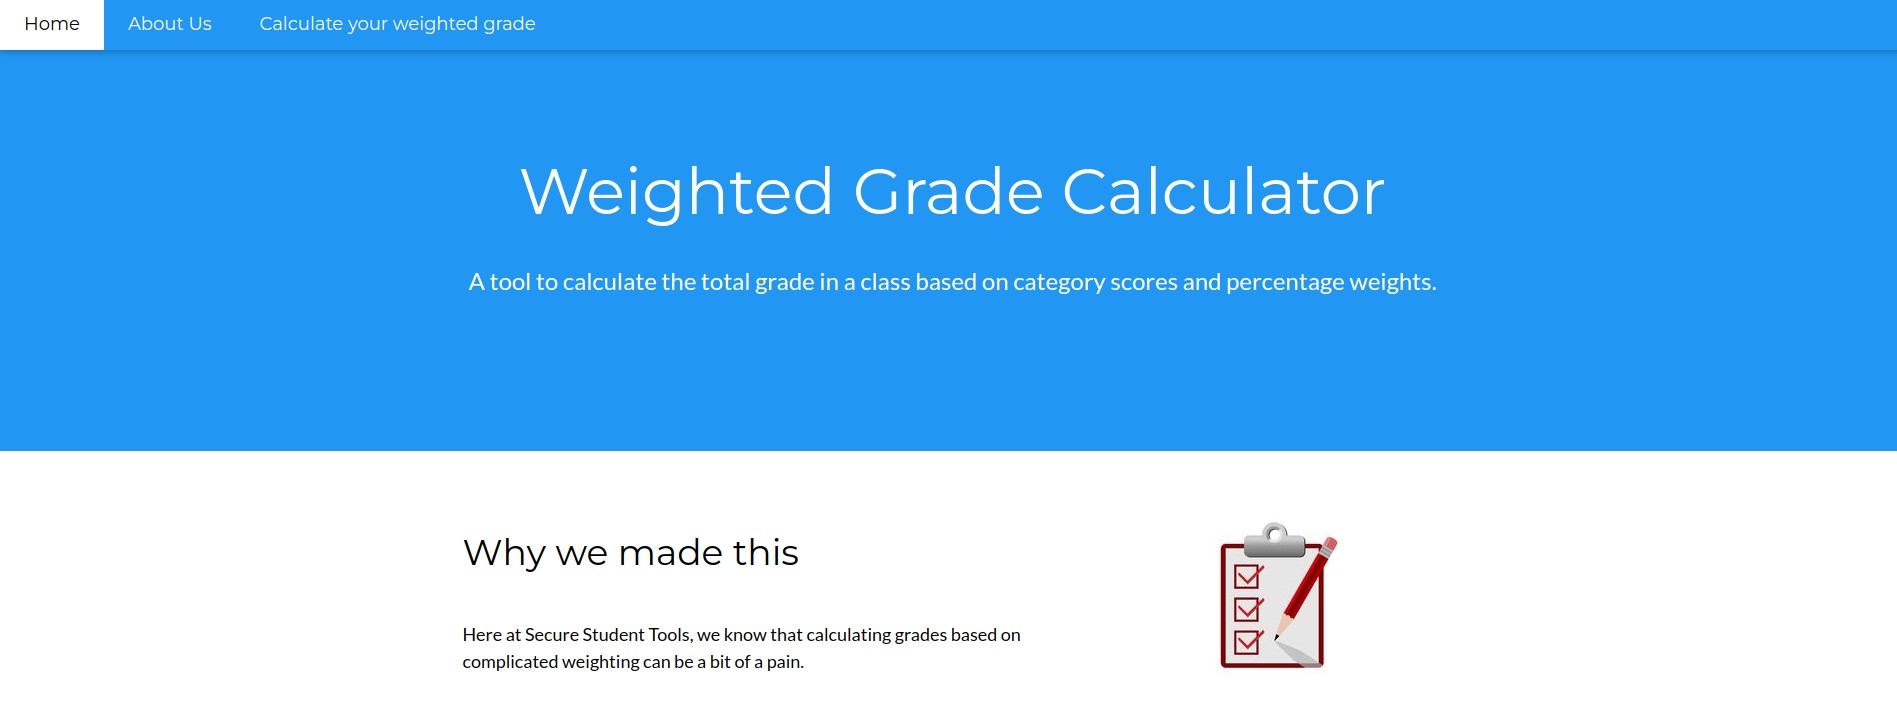 Home About Us Calculate your weighted grade
Weighted Grade Calculator
A tool to calculate the total grade in a class based on category scores and percentage weights.
Why we made this
Here at Secure Student Tools, we know that calculating grades based on
complicated weighting can be a bit of a pain.